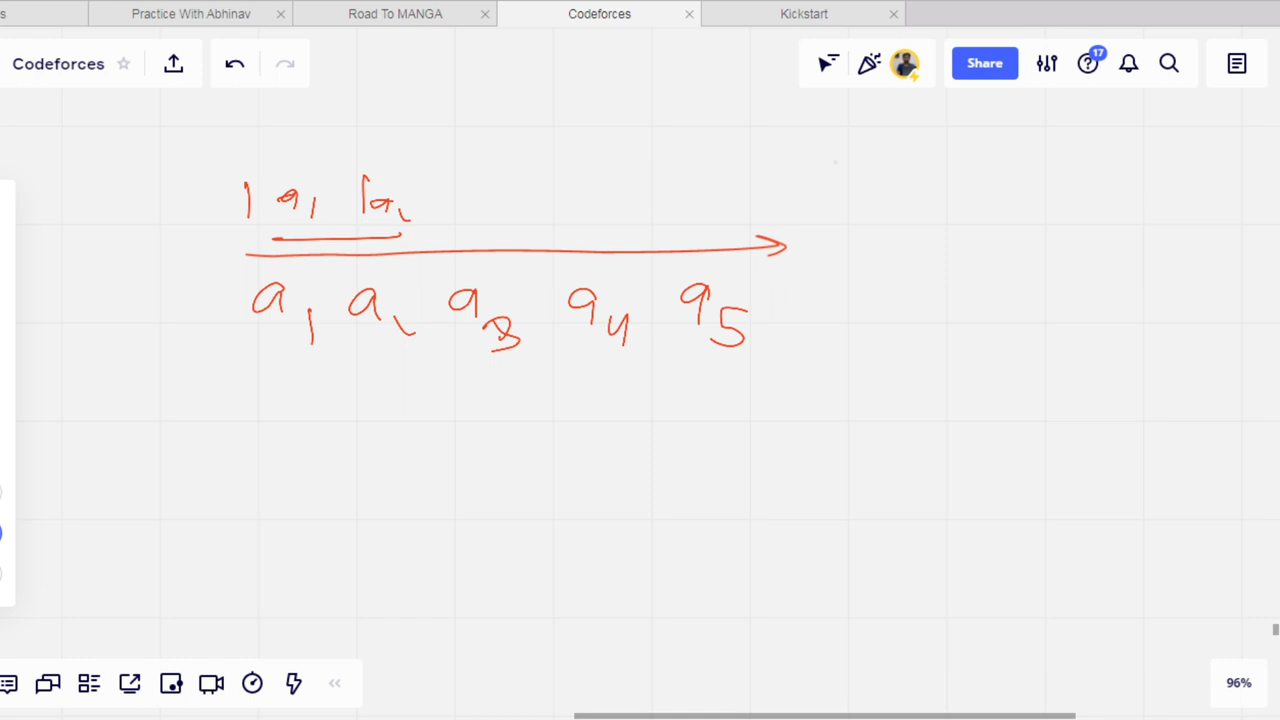 s Practice With Abhinav Road To MANGA Codeforces Kickstart
Codeforces Share 17
| a1 | a2
a1 a2 a3 a4 a5
96%